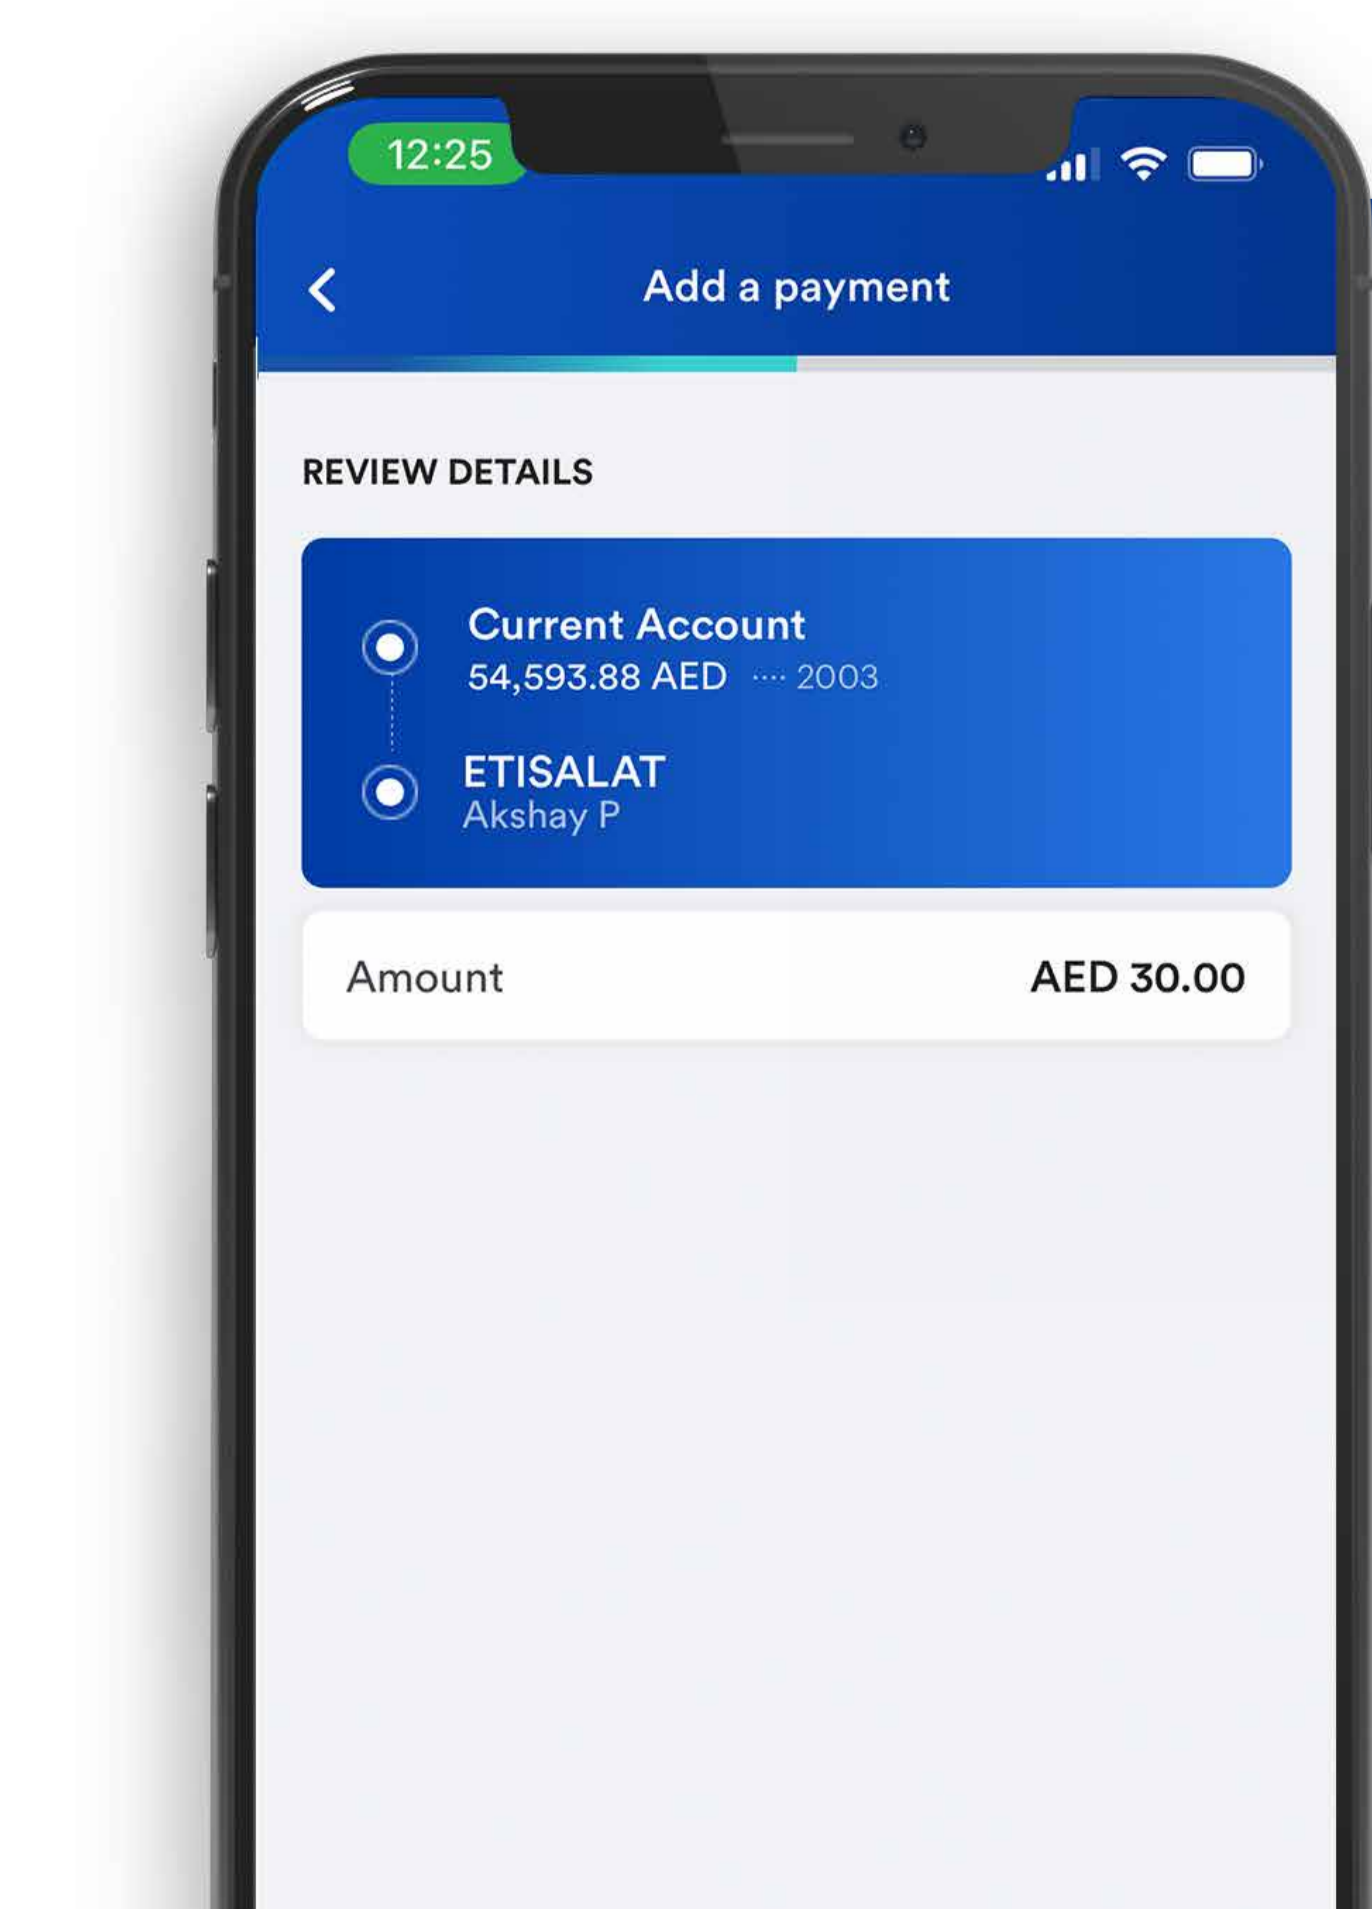 12:25
Add a payment
REVIEW DETAILS
Current Account
54,593.88 AED ···· 2003
ETISALAT
Akshay P
Amount AED 30.00